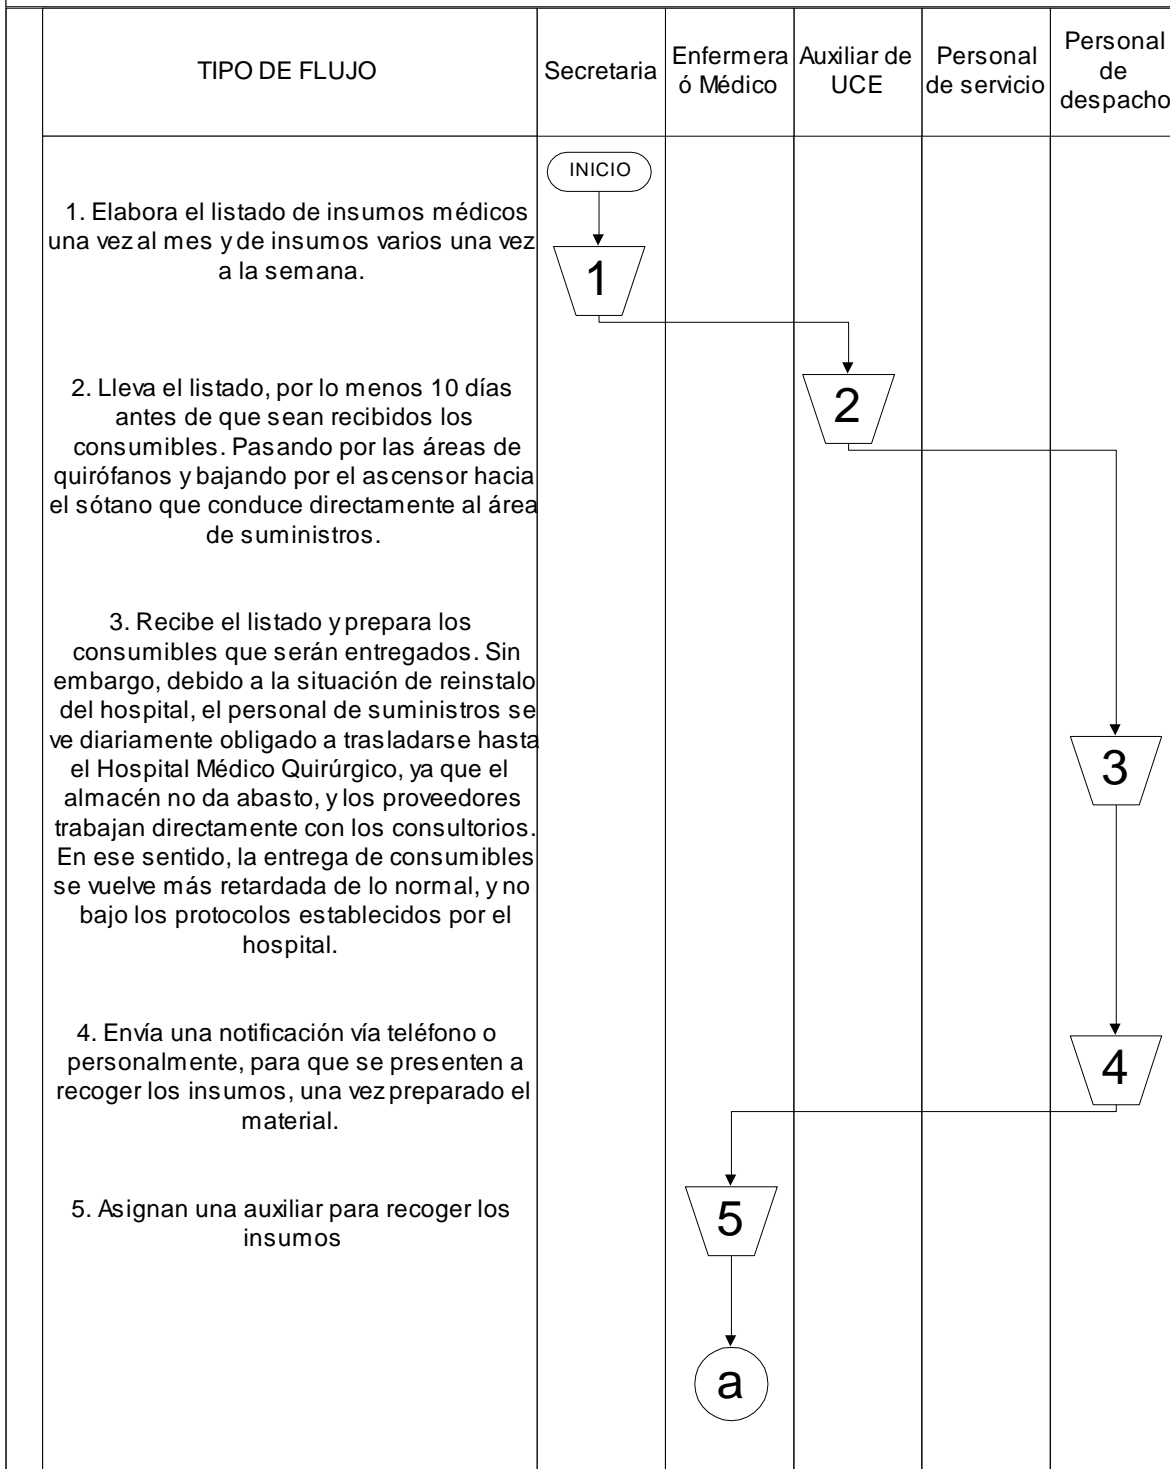 TIPO DE FLUJO
Secretaria
Enfermera
ó Médico
Auxiliar de
UCE
Personal
de servicio
Personal
de
despacho
INICIO
1. Elabora el listado de insumos médicos
una vez al mes y de insumos varios una vez
a la semana.
1
2. Lleva el listado, por lo menos 10 días
antes de que sean recibidos los
consumibles. Pasando por las áreas de
quirófanos y bajando por el ascensor hacia
el sótano que conduce directamente al área
de suministros.
2
3. Recibe el listado y prepara los
consumibles que serán entregados. Sin
embargo, debido a la situación de reinstalo
del hospital, el personal de suministros se
ve diariamente obligado a trasladarse hasta
el Hospital Médico Quirúrgico, ya que el
almacén no da abasto, y los proveedores
trabajan directamente con los consultorios.
En ese sentido, la entrega de consumibles
se vuelve más retardada de lo normal, y no
bajo los protocolos establecidos por el
hospital.
3
4. Envía una notificación vía teléfono o
personalmente, para que se presenten a
recoger los insumos, una vez preparado el
material.
4
5. Asignan una auxiliar para recoger los
insumos
5
a